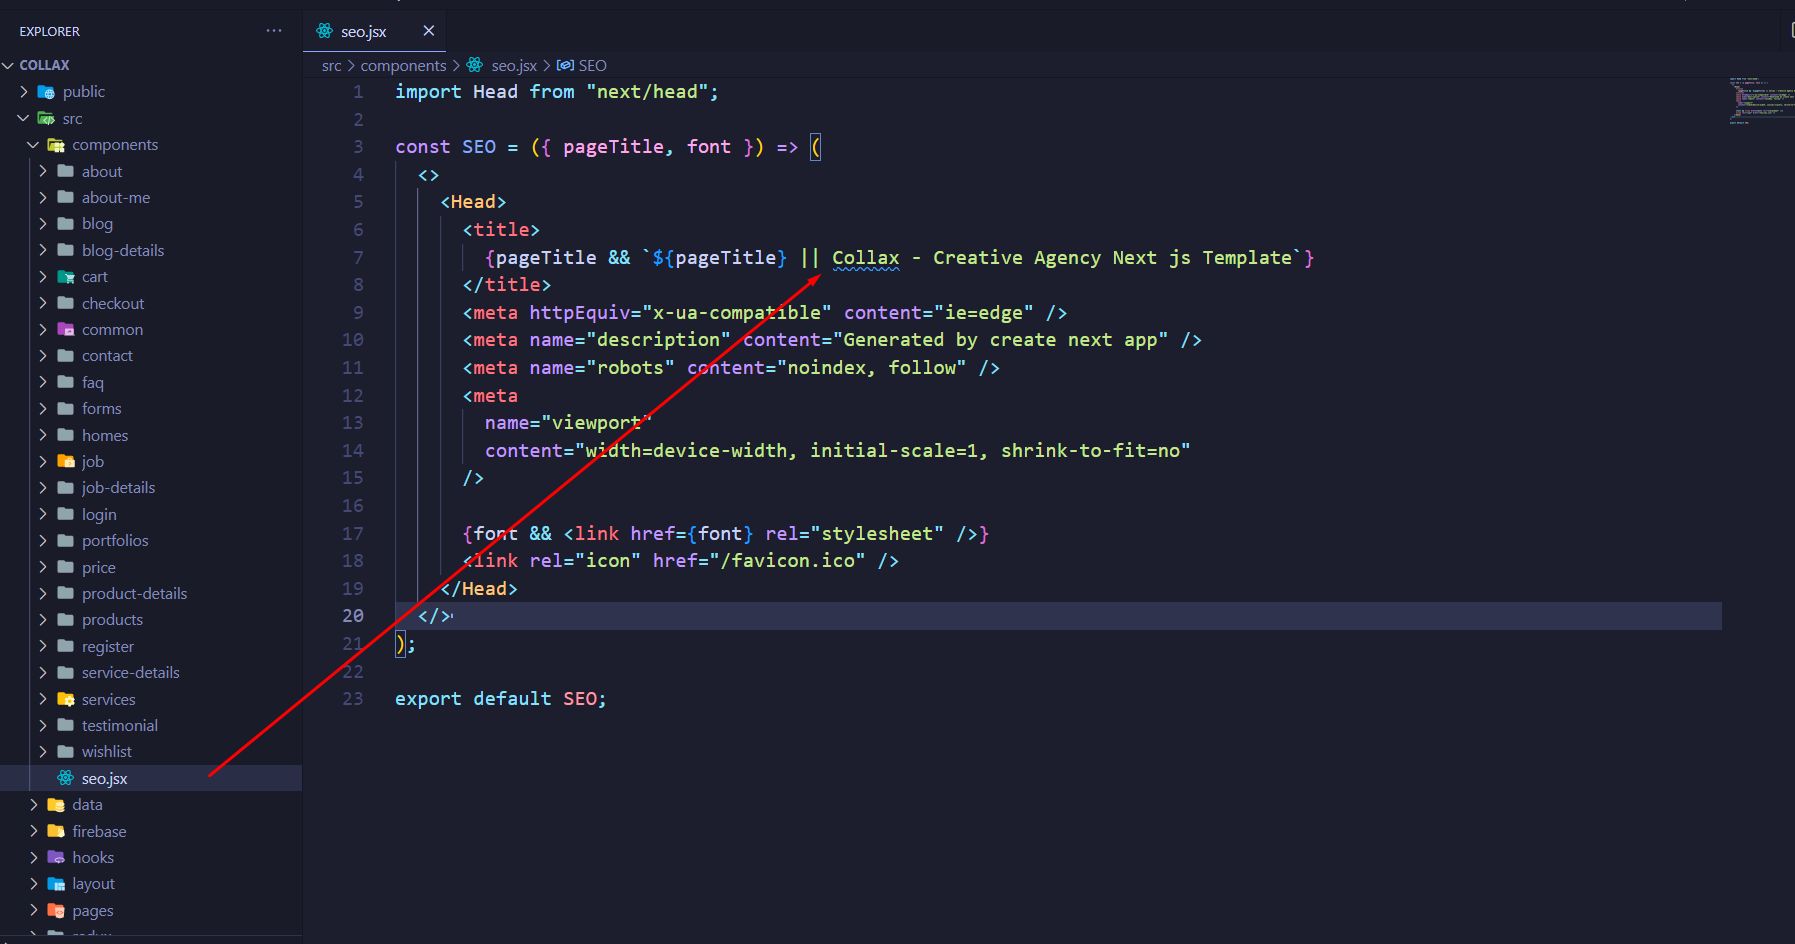 EXPLORER
COLLAX
public
src
components
about
about-me
blog
blog-details
cart
checkout
common
contact
faq
forms
homes
job
job-details
login
portfolios
price
product-details
products
register
service-details
services
testimonial
wishlist
seo.jsx
data
firebase
hooks
layout
pages
seo.jsx
src > components > seo.jsx > SEO
1 import Head from "next/head";
2
3 const SEO = ({ pageTitle, font }) => (
4 <>
5 <Head>
6 <title>
7 {pageTitle && `${pageTitle} || Collax - Creative Agency Next js Template`}
8 </title>
9 <meta httpEquiv="x-ua-compatible" content="ie=edge" />
10 <meta name="description" content="Generated by create next app" />
11 <meta name="robots" content="noindex, follow" />
12 <meta
13 name="viewport"
14 content="width=device-width, initial-scale=1, shrink-to-fit=no"
15 />
16
17 {font && <link href={font} rel="stylesheet" />}
18 <link rel="icon" href="/favicon.ico" />
19 </Head>
20 </>
21 );
22
23 export default SEO;